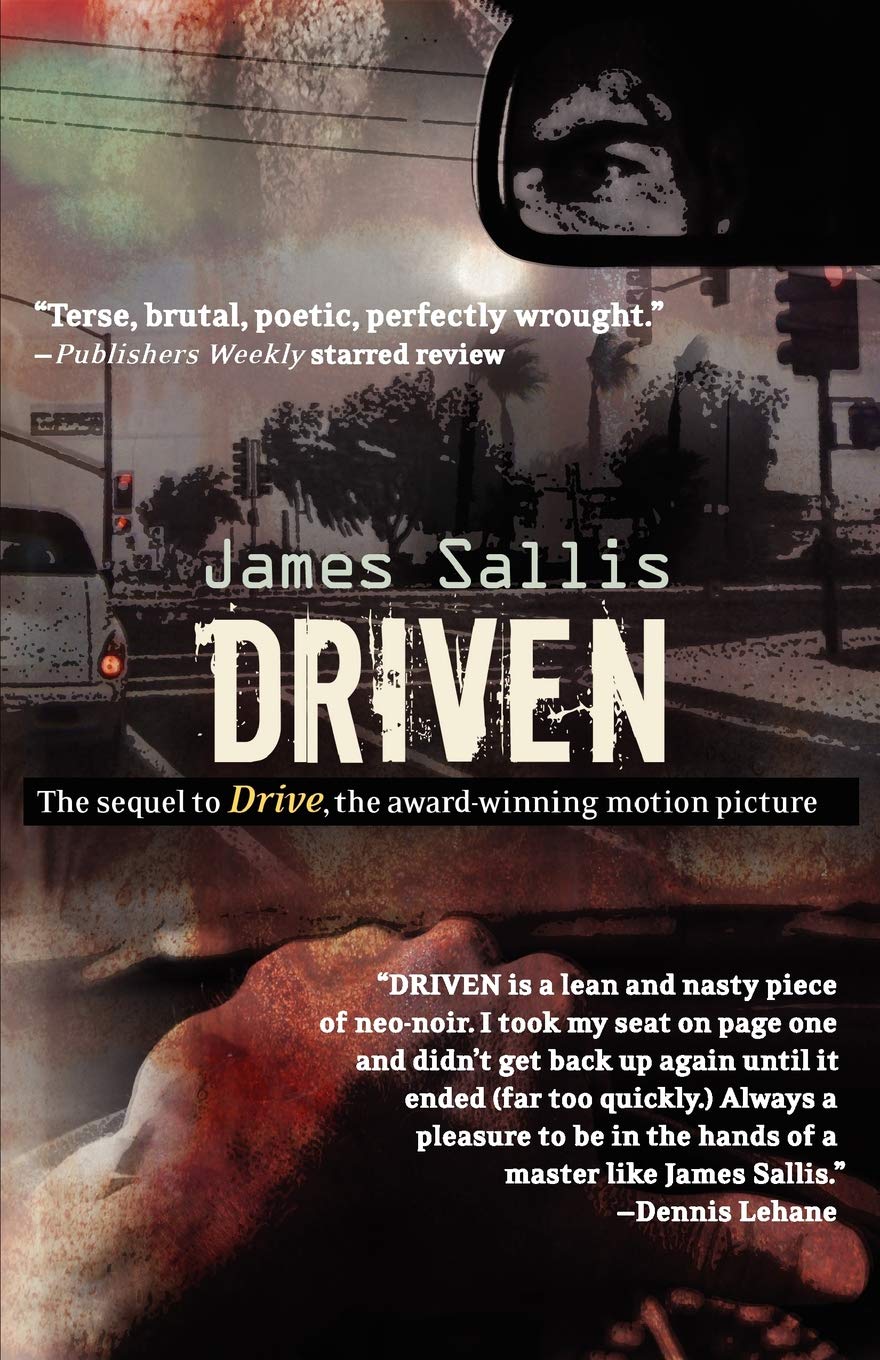 “Terse, brutal, poetic, perfectly wrought.”
—Publishers Weekly starred review
James Sallis
DRIVEN
The sequel to Drive, the award-winning motion picture
“DRIVEN is a lean and nasty piece
of neo-noir. I took my seat on page one
and didn’t get back up again until it
ended (far too quickly.) Always a
pleasure to be in the hands of a
master like James Sallis.”
—Dennis Lehane